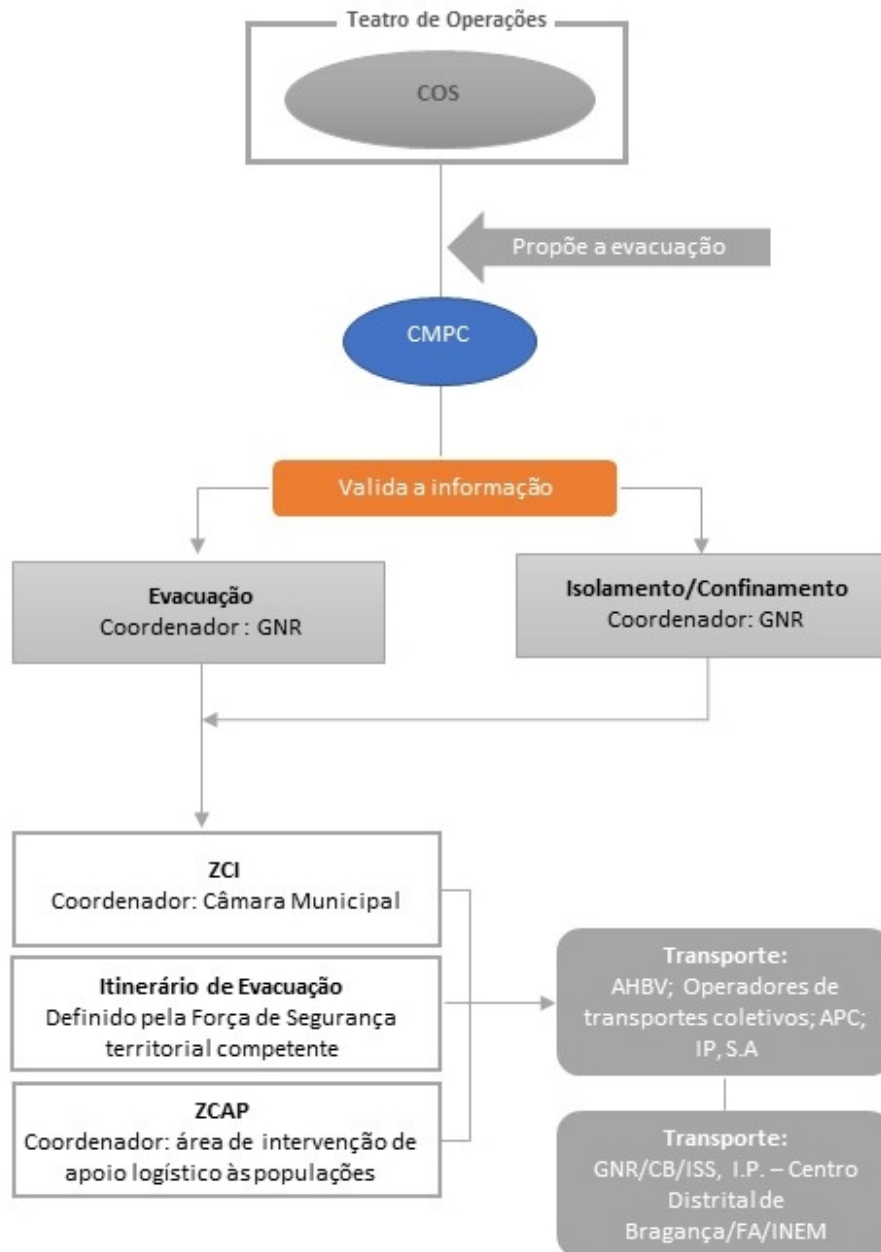 Teatro de Operações
COS
Propõe a evacuação
CMPC
Valida a informação
Evacuação
Coordenador : GNR
Isolamento/Confinamento
Coordenador: GNR
ZCI
Coordenador: Câmara Municipal
Itinerário de Evacuação
Definido pela Força de Segurança
territorial competente
ZCAP
Coordenador: área de intervenção de
apoio logístico às populações
Transporte:
AHBV; Operadores de
transportes coletivos; APC;
IP, S.A
Transporte:
GNR/CB/ISS, I.P. – Centro
Distrital de
Bragança/FA/INEM